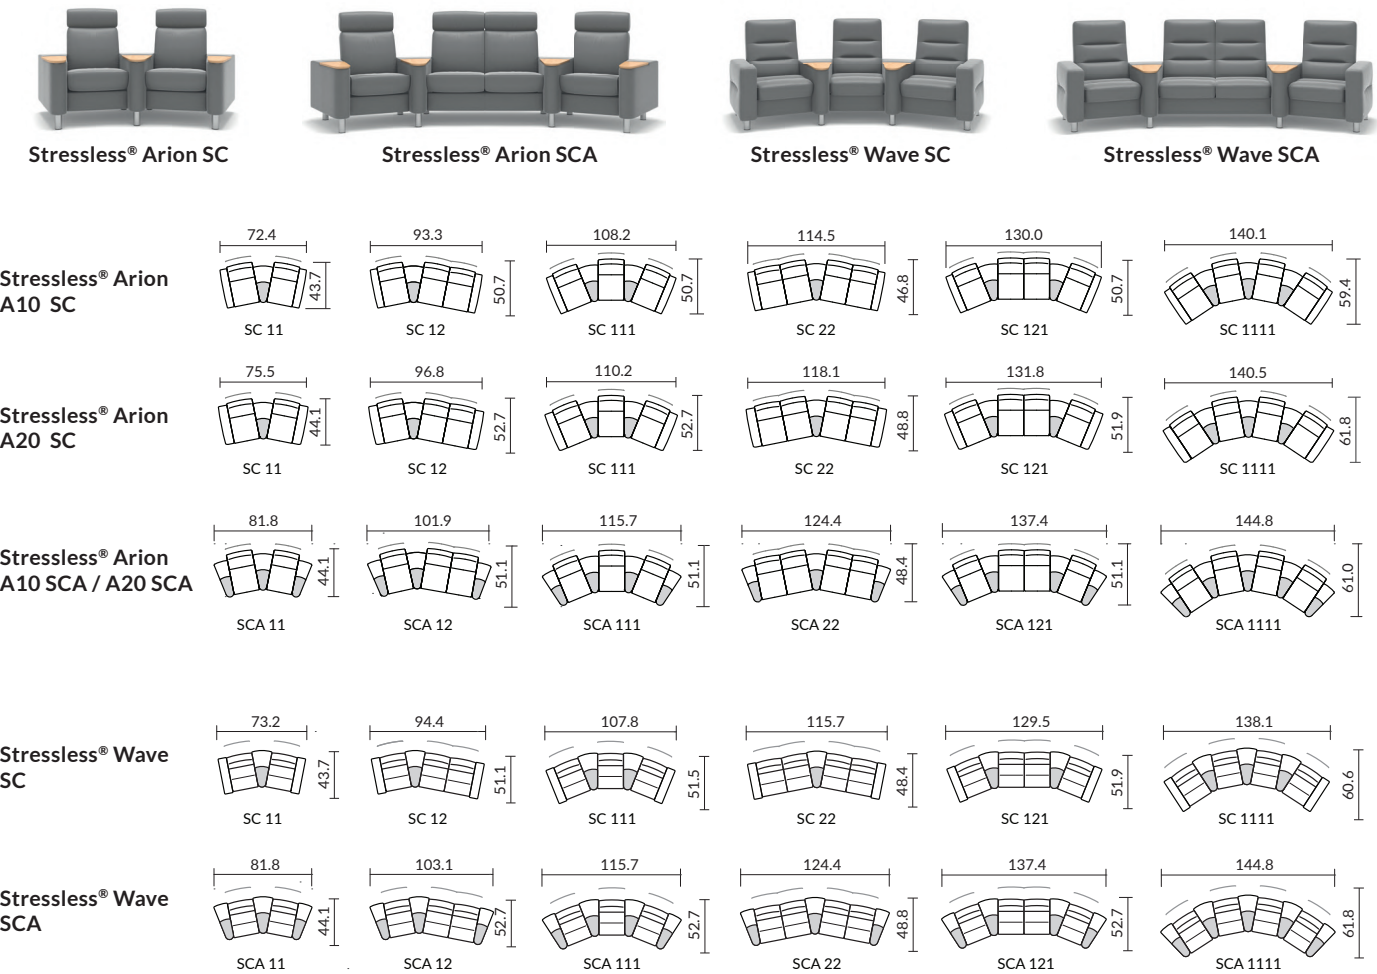 Stressless® Arion SC
Stressless® Arion SCA
Stressless® Wave SC
Stressless® Wave SCA
72.4
93.3
108.2
114.5
130.0
140.1
Stressless® Arion
A10 SC
43.7
50.7
50.7
46.8
50.7
59.4
SC 11
SC 12
SC 111
SC 22
SC 121
SC 1111
75.5
96.8
110.2
118.1
131.8
140.5
Stressless® Arion
A20 SC
44.1
52.7
52.7
48.8
51.9
61.8
SC 11
SC 12
SC 111
SC 22
SC 121
SC 1111
81.8
101.9
115.7
124.4
137.4
144.8
Stressless® Arion
A10 SCA / A20 SCA
44.1
51.1
51.1
48.4
51.1
61.0
SCA 11
SCA 12
SCA 111
SCA 22
SCA 121
SCA 1111
73.2
94.4
107.8
115.7
129.5
138.1
Stressless® Wave
SC
43.7
51.1
51.5
48.4
51.9
60.6
SC 11
SC 12
SC 111
SC 22
SC 121
SC 1111
81.8
103.1
115.7
124.4
137.4
144.8
Stressless® Wave
SCA
44.1
52.7
52.7
48.8
52.7
61.8
SCA 11
SCA 12
SCA 111
SCA 22
SCA 121
SCA 1111